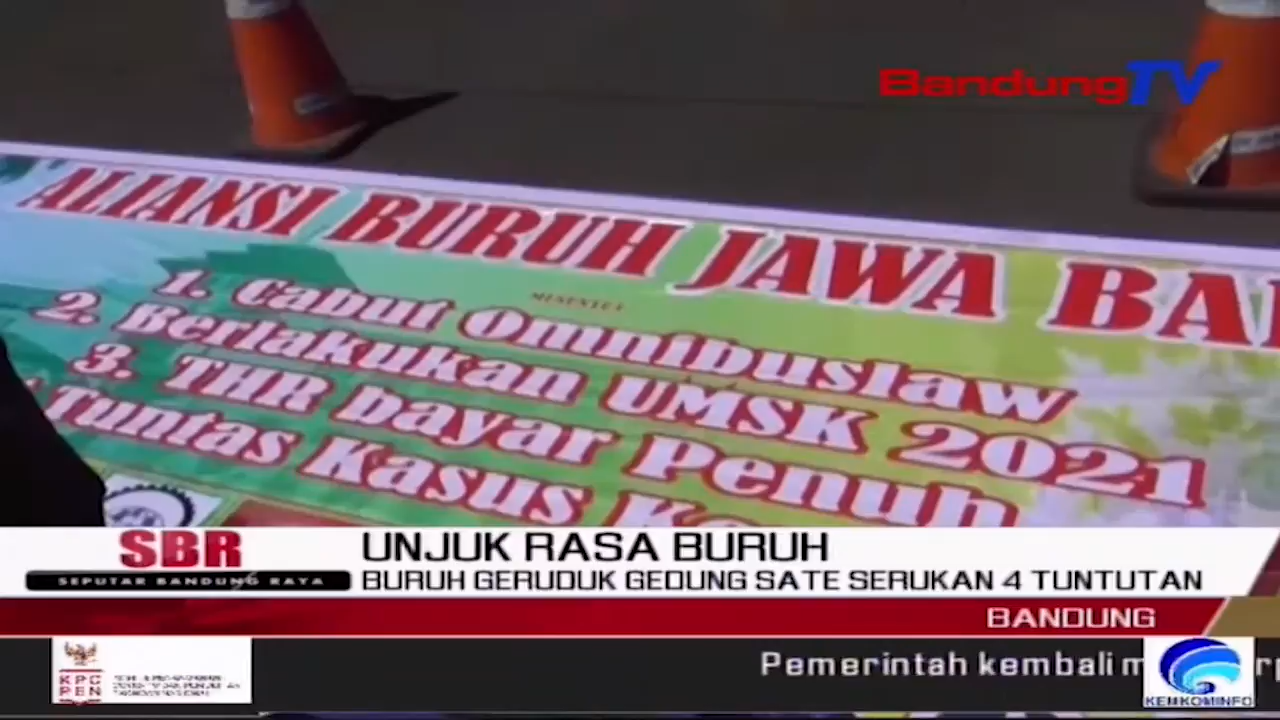 BandungTV
ALIANSI BURUH JAWA BA
MENUNTUT
1. Cabut Omnibuslaw
2. Berlakukan UMSK 2021
3. THR bayar Penuh
Tuntas Kasus K
SBR
SEPUTAR BANDUNG RAYA
UNJUK RASA BURUH
BURUH GERUDUK GEDUNG SATE SERUKAN 4 TUNTUTAN
BANDUNG
KPC
PEN
Pemerintah kembali m
KEMKOMINFO